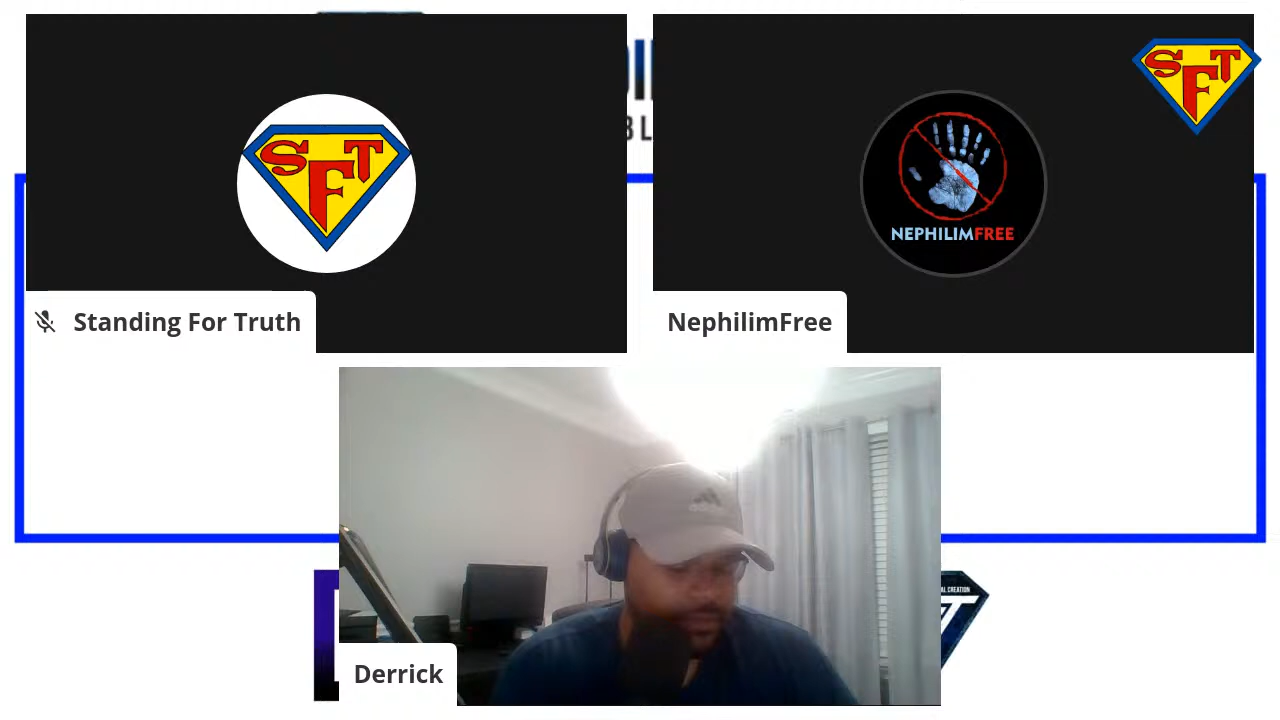 SFT
SFT
NEPHILIMFREE
Standing For Truth
NephilimFree
Derrick